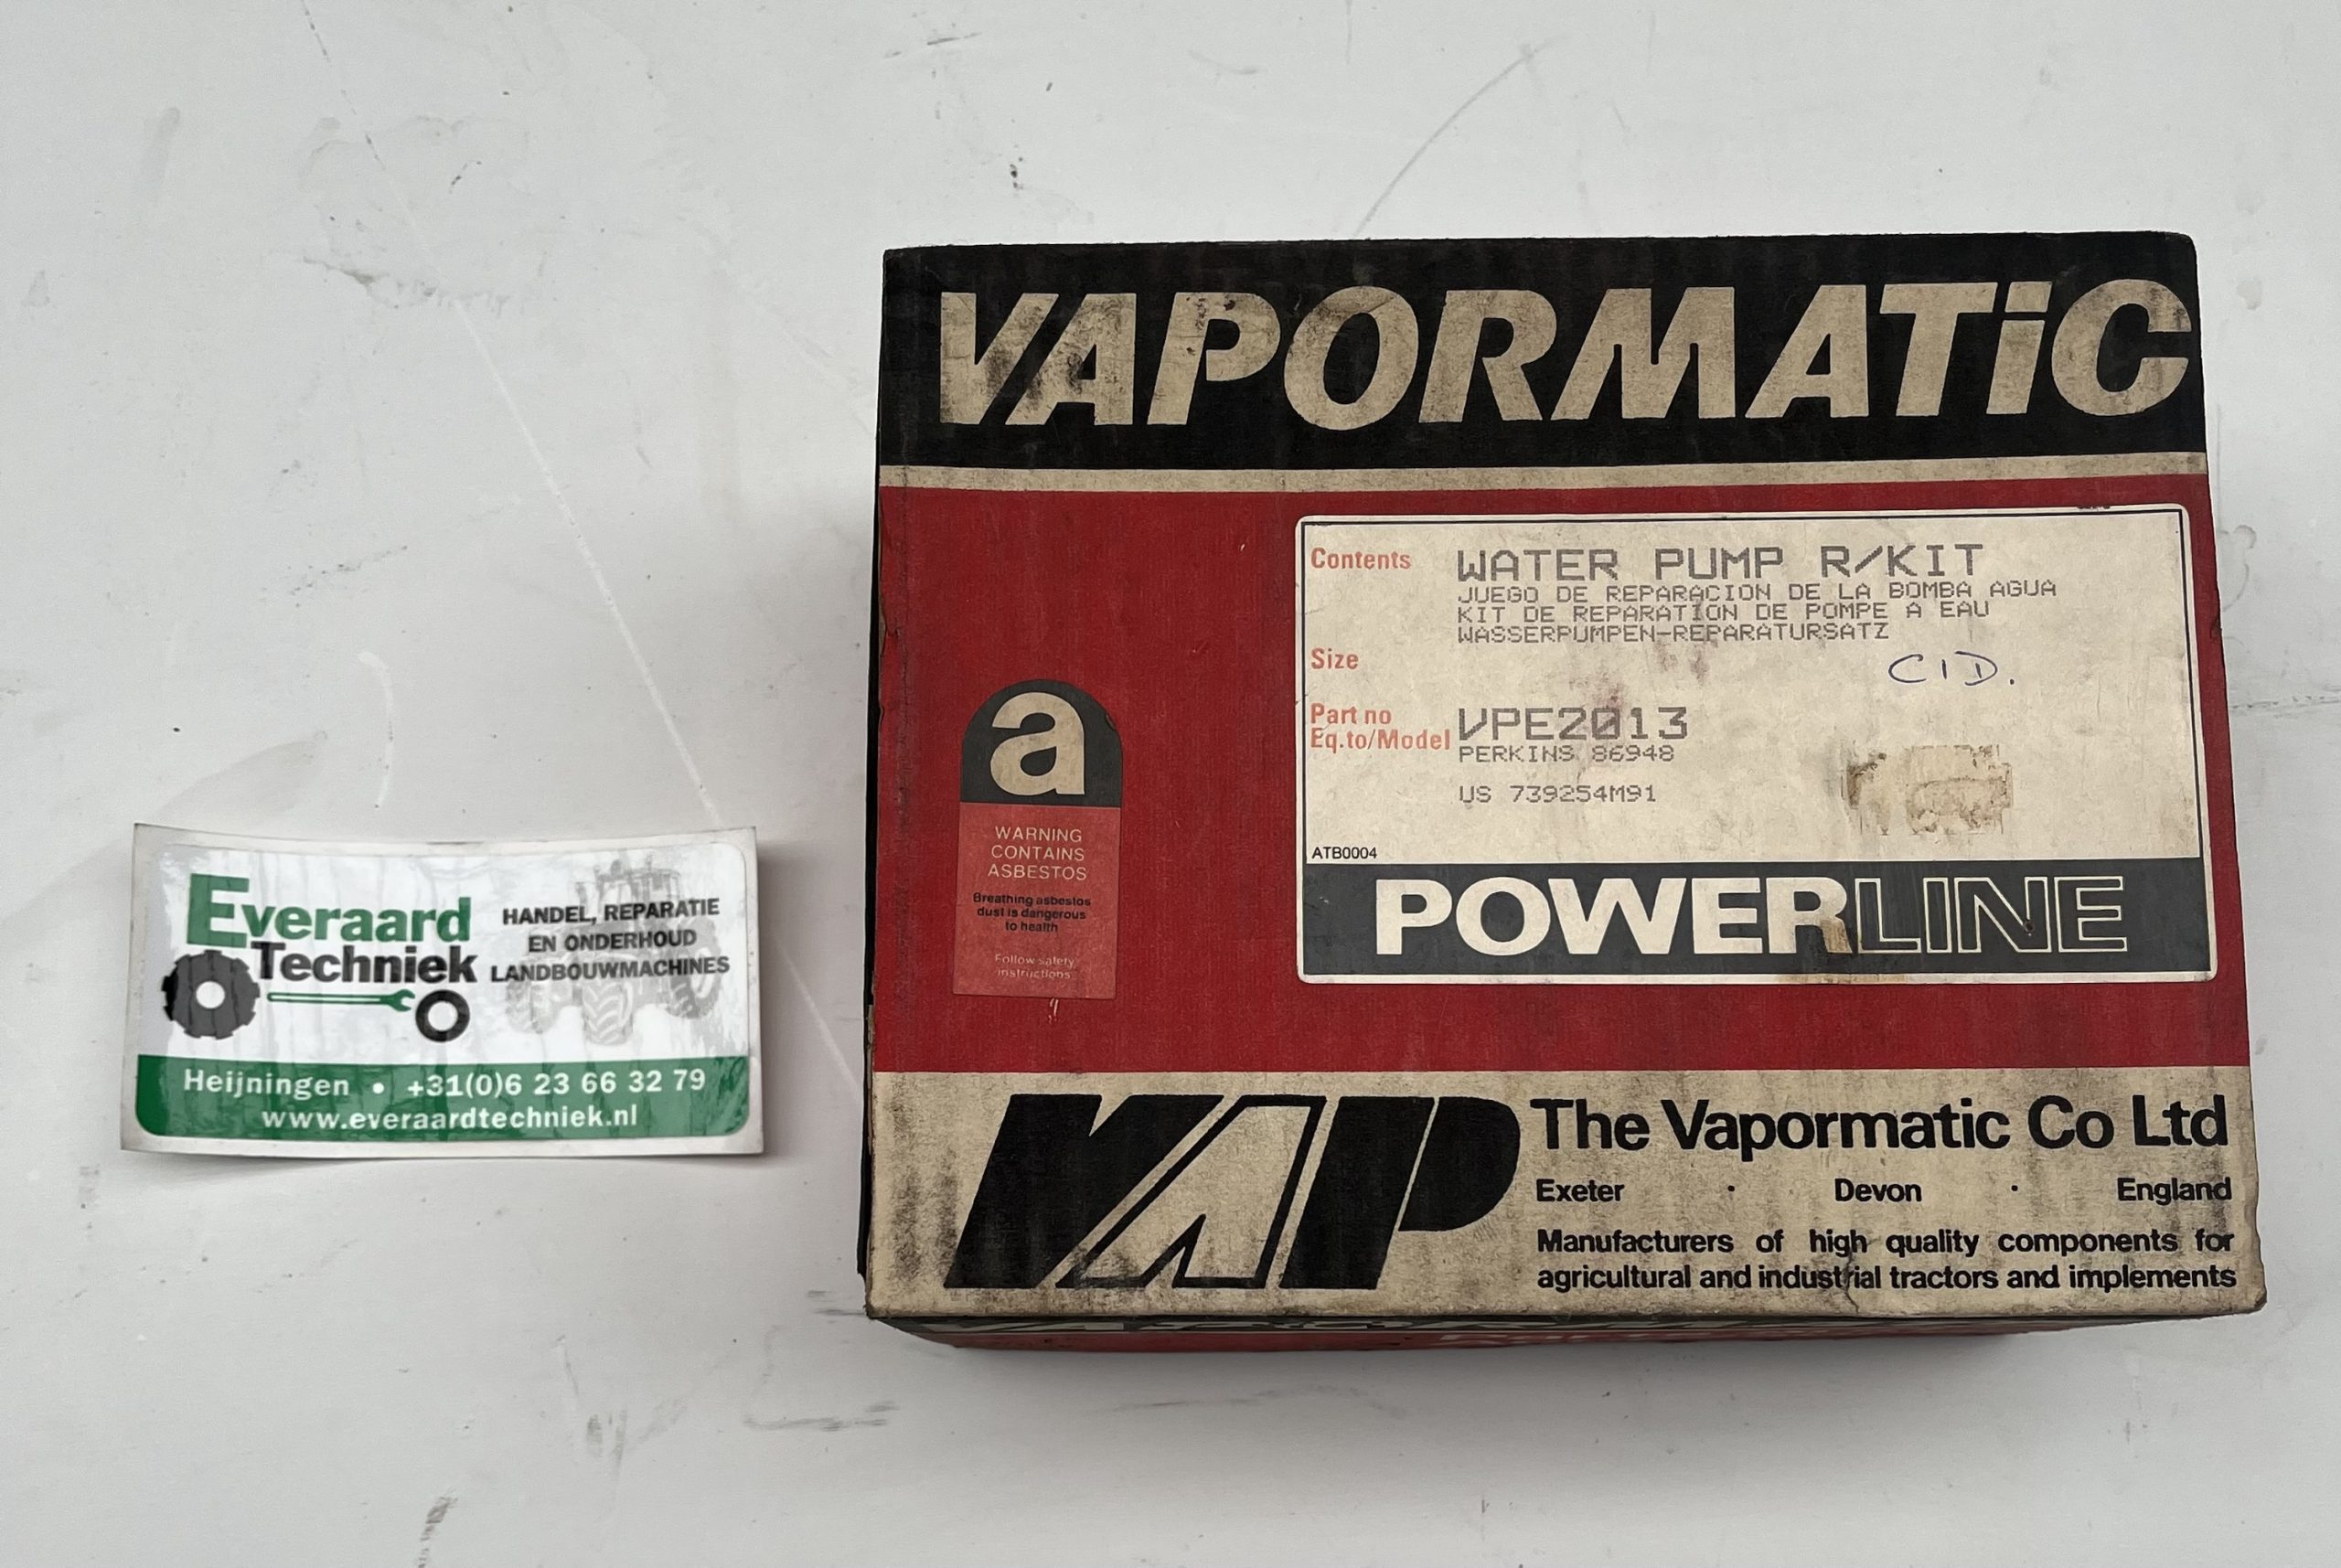 Everaard
Techniek
HANDEL, REPARATIE
EN ONDERHOUD
LANDBOUWMACHINES
Heijningen • +31(0)6 23 66 32 79
www.everaardtechniek.nl
VAPORMATiC
Contents WATER PUMP R/KIT
JUEGO DE REPARACION DE LA BOMBA AGUA
KIT DE REPARATION DE POMPE A EAU
WASSERPUMPEN-REPARATURSATZ
Size
CID.
Part no VPE2013
Eq.to/Model PERKINS 86948
US 739254M91
ATB0004
POWERLINE
a
WARNING
CONTAINS
ASBESTOS
Breathing asbestos
dust is dangerous
to health
Follow safety
instructions
VAP
The Vapormatic Co Ltd
Exeter · Devon · England
Manufacturers of high quality components for
agricultural and industrial tractors and implements